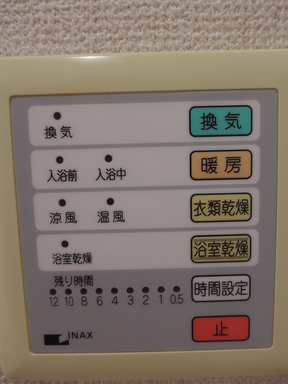 換気 換気
入浴前 入浴中 暖房
涼風 温風 衣類乾燥
浴室乾燥 浴室乾燥
残り時間
12 10 8 6 4 3 2 1 0.5 時間設定
INAX 止